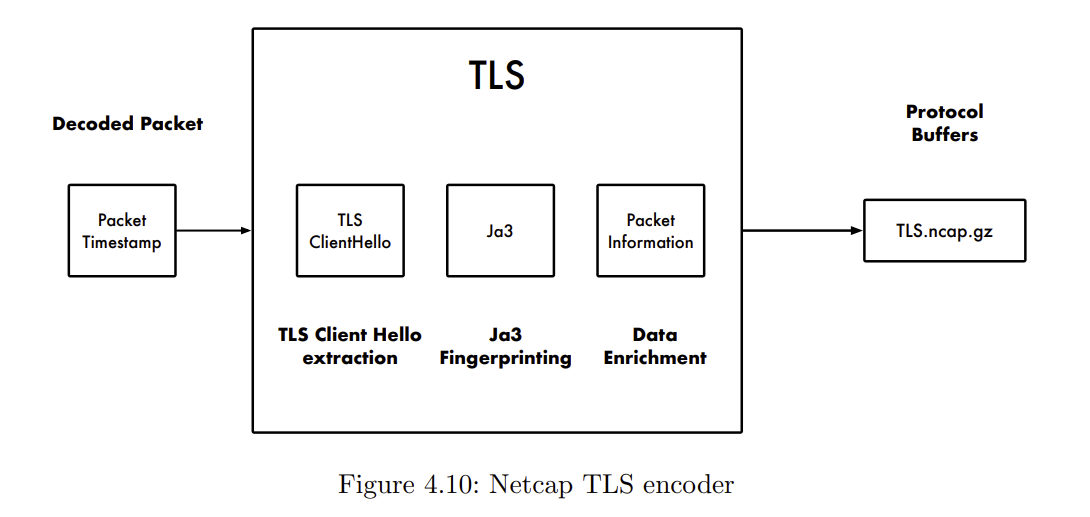 TLS
Decoded Packet
Protocol
Buffers
Packet
Timestamp
TLS
ClientHello
Ja3
Packet
Information
TLS.ncap.gz
TLS Client Hello
extraction
Ja3
Fingerprinting
Data
Enrichment
Figure 4.10: Netcap TLS encoder